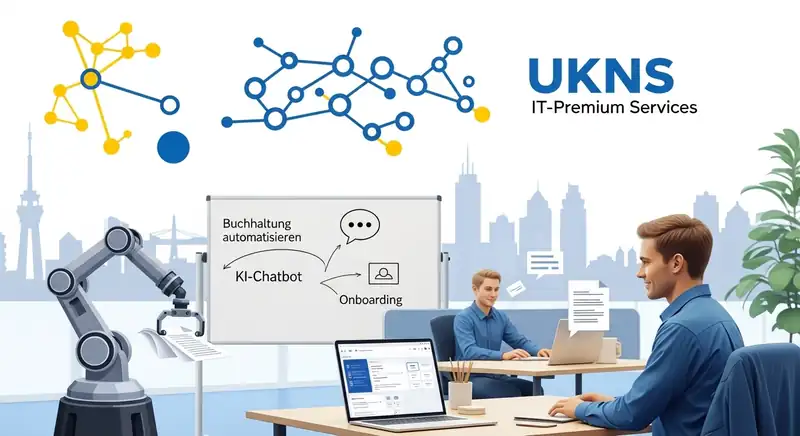 UKNS
IT-Premium Services
Buchhaltung
automatisieren
KI-Chatbot
Onboarding